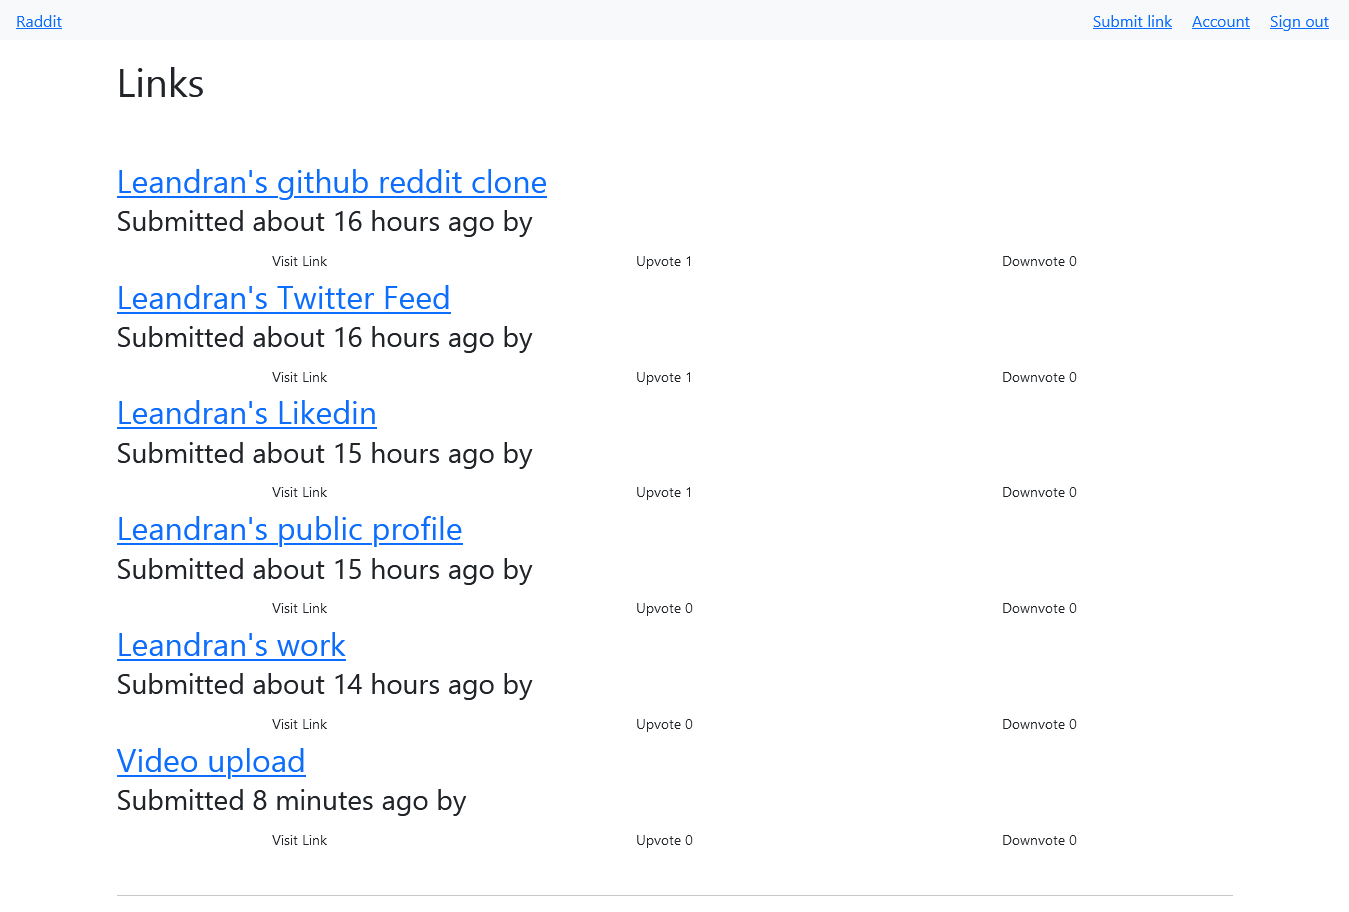 Raddit Submit link Account Sign out
Links
Leandran's github reddit clone
Submitted about 16 hours ago by
Visit Link Upvote 1 Downvote 0
Leandran's Twitter Feed
Submitted about 16 hours ago by
Visit Link Upvote 1 Downvote 0
Leandran's Likedin
Submitted about 15 hours ago by
Visit Link Upvote 1 Downvote 0
Leandran's public profile
Submitted about 15 hours ago by
Visit Link Upvote 0 Downvote 0
Leandran's work
Submitted about 14 hours ago by
Visit Link Upvote 0 Downvote 0
Video upload
Submitted 8 minutes ago by
Visit Link Upvote 0 Downvote 0